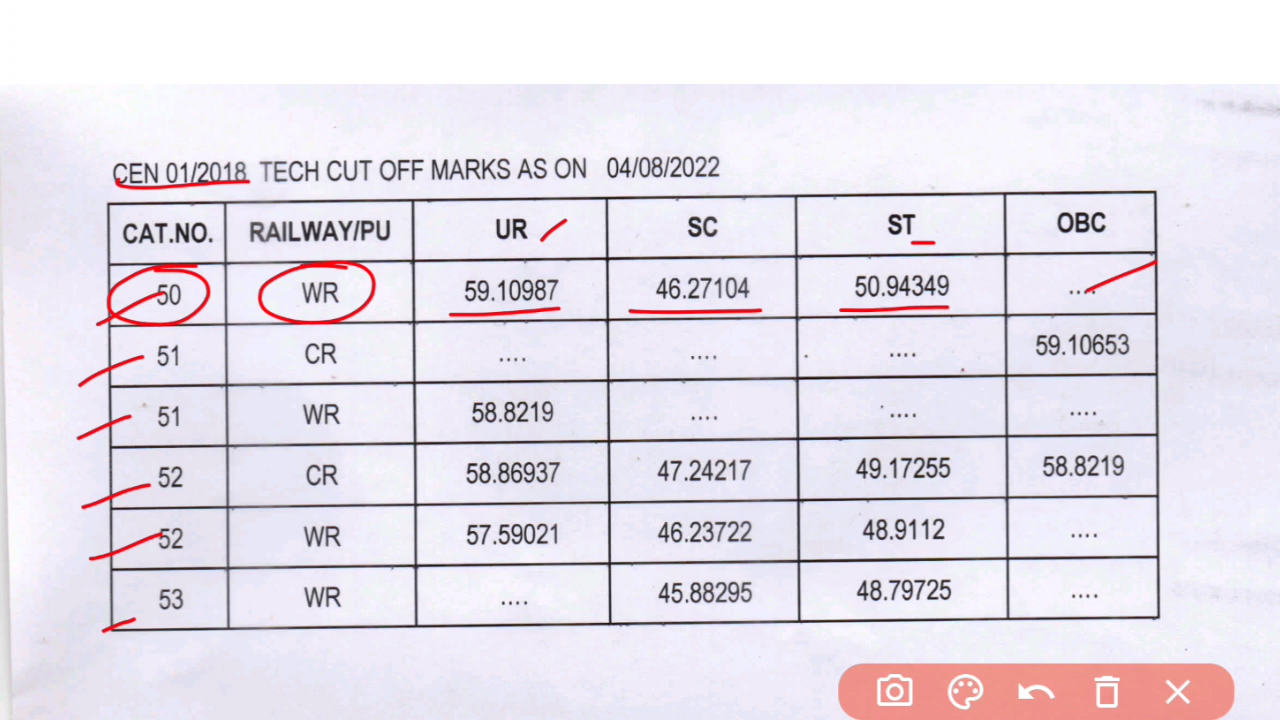 CEN 01/2018 TECH CUT OFF MARKS AS ON 04/08/2022
CAT.NO. RAILWAY/PU UR SC ST OBC
50 WR 59.10987 46.27104 50.94349 ....
51 CR .... .... .... 59.10653
51 WR 58.8219 .... .... ....
52 CR 58.86937 47.24217 49.17255 58.8219
52 WR 57.59021 46.23722 48.9112 ....
53 WR .... 45.88295 48.79725 ....